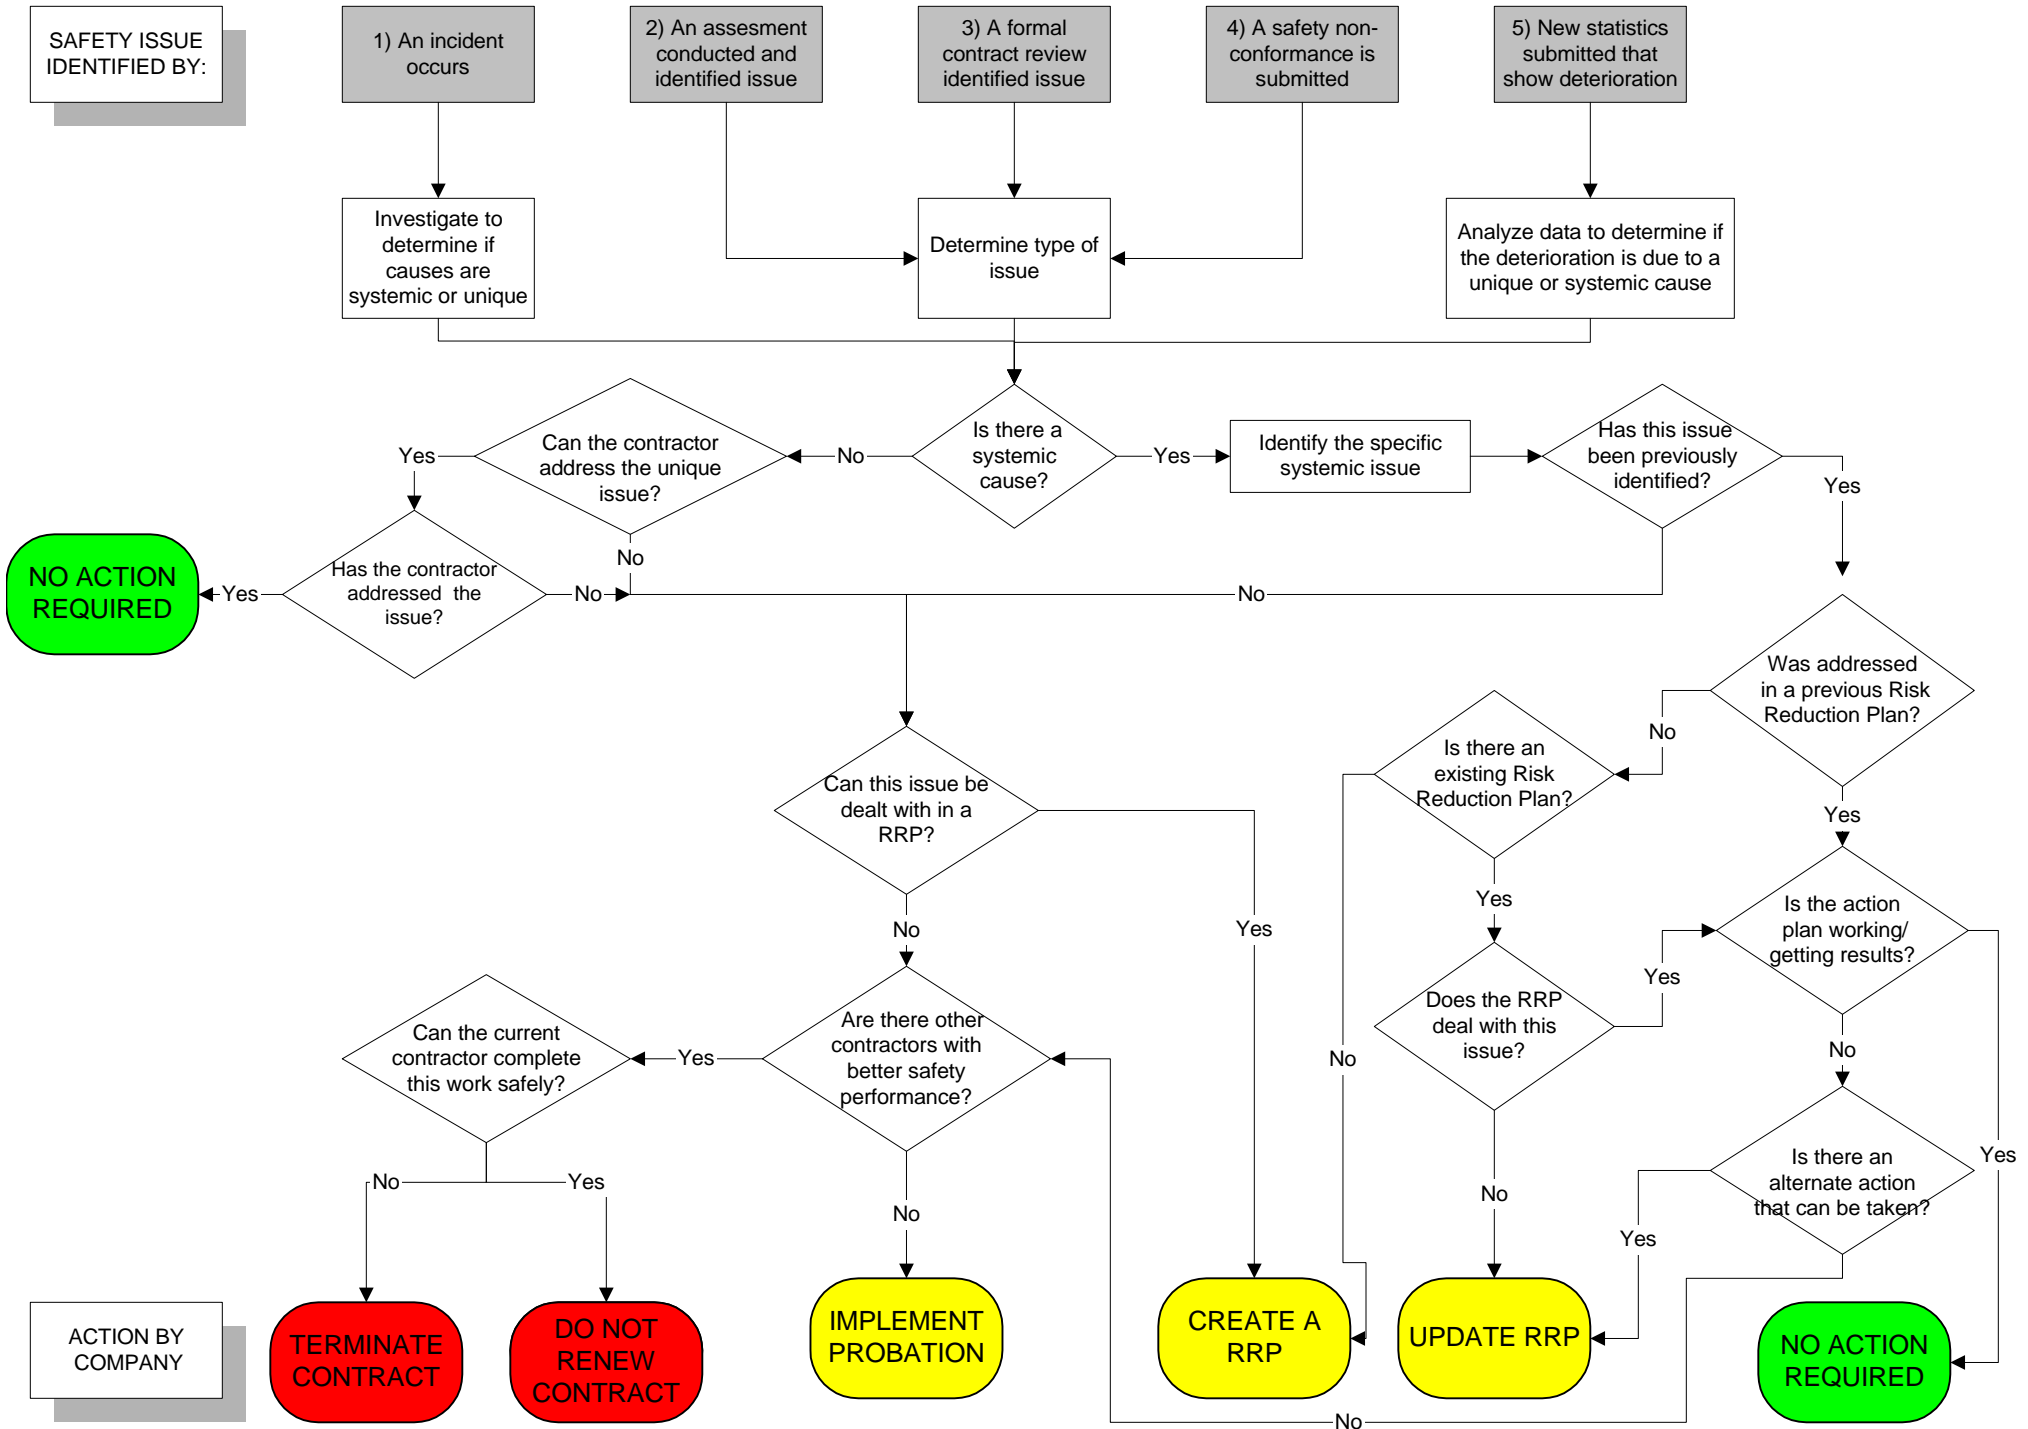 SAFETY ISSUE
IDENTIFIED BY:
1) An incident
occurs
2) An assesment
conducted and
identified issue
3) A formal
contract review
identified issue
4) A safety non-
conformance is
submitted
5) New statistics
submitted that
show deterioration
Investigate to
determine if
causes are
systemic or unique
Determine type of
issue
Analyze data to determine if
the deterioration is due to a
unique or systemic cause
Yes
Can the contractor
address the unique
issue?
No
Is there a
systemic
cause?
Yes
Identify the specific
systemic issue
Has this issue
been previously
identified?
Yes
No
NO ACTION
REQUIRED
Yes
Has the contractor
addressed  the
issue?
No
No
Was addressed
in a previous Risk
Reduction Plan?
No
Is there an
existing Risk
Reduction Plan?
Can this issue be
dealt with in a
RRP?
Yes
Yes
No
Yes
Is the action
plan working/
getting results?
Yes
Does the RRP
deal with this
issue?
Can the current
contractor complete
this work safely?
Yes
Are there other
contractors with
better safety
performance?
No
No
Is there an
alternate action
that can be taken?
Yes
No
Yes
No
No
Yes
TERMINATE
CONTRACT
DO NOT
RENEW
CONTRACT
IMPLEMENT
PROBATION
CREATE A
RRP
UPDATE RRP
NO ACTION
REQUIRED
ACTION BY
COMPANY
No